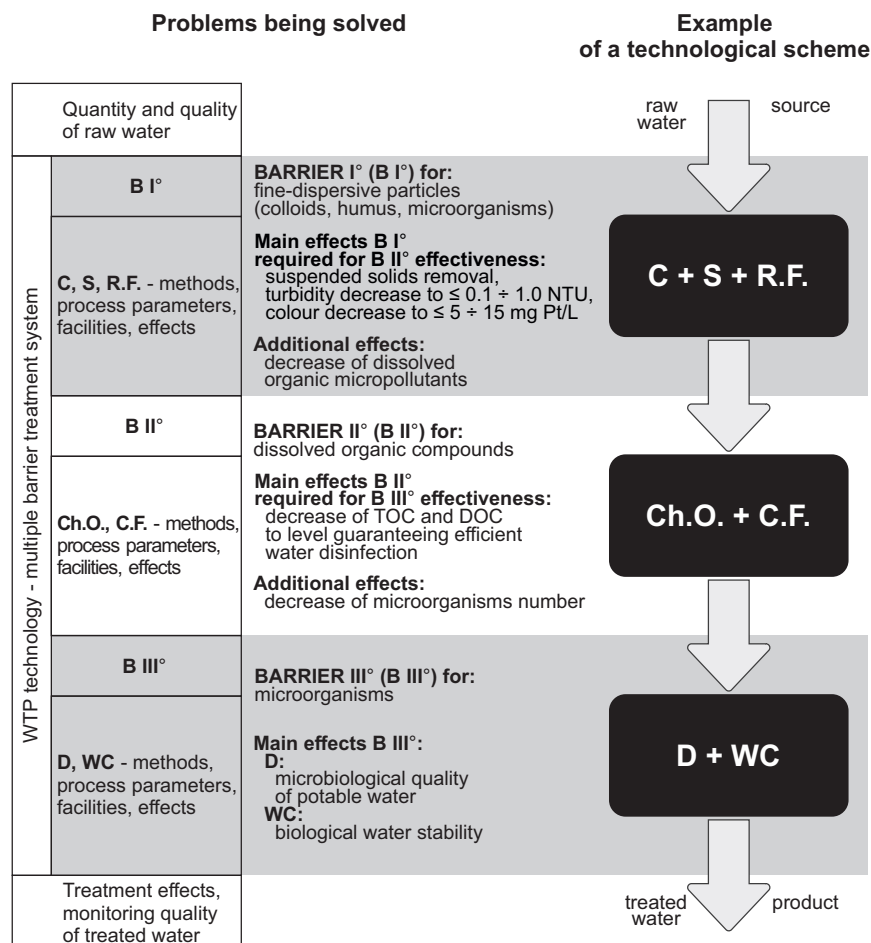 Problems being solved
Example
of a technological scheme
Quantity and quality
of raw water
raw
water
source
WTP technology - multiple barrier treatment system
B I°
BARRIER I° (B I°) for:
fine-dispersive particles
(colloids, humus, microorganisms)
C, S, R.F. - methods,
process parameters,
facilities, effects
Main effects B I°
required for B II° effectiveness:
suspended solids removal,
turbidity decrease to ≤ 0.1 ÷ 1.0 NTU,
colour decrease to ≤ 5 ÷ 15 mg Pt/L
Additional effects:
decrease of dissolved
organic micropollutants
C + S + R.F.
B II°
BARRIER II° (B II°) for:
dissolved organic compounds
Ch.O., C.F. - methods,
process parameters,
facilities, effects
Main effects B II°
required for B III° effectiveness:
decrease of TOC and DOC
to level guaranteeing efficient
water disinfection
Additional effects:
decrease of microorganisms number
Ch.O. + C.F.
B III°
BARRIER III° (B III°) for:
microorganisms
D, WC - methods,
process parameters,
facilities, effects
Main effects B III°:
D:
microbiological quality
of potable water
WC:
biological water stability
D + WC
Treatment effects,
monitoring quality
of treated water
treated
water
product